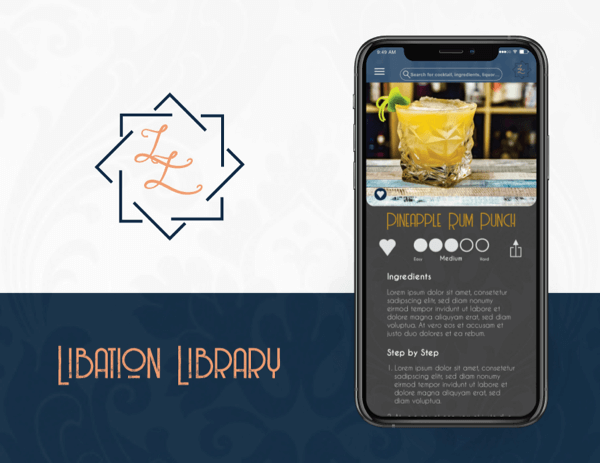 LL
LIBATION LIBRARY
9:49 AM
Search for cocktail, ingredients, liquor...
PINEAPPLE RUM PUNCH
Easy Medium Hard
Ingredients
Lorem ipsum dolor sit amet, consetetur
sadipscing elitr, sed diam nonumy
eirmod tempor invidunt ut labore et
dolore magna aliquyam erat, sed diam
voluptua. At vero eos et accusam et
justo duo dolores et ea rebum.
Step by Step
1. Lorem ipsum dolor sit amet, consetetur
sadipscing elitr, sed diam nonumy
eirmod tempor invidunt ut labore et
dolore magna aliquyam erat, sed
diam voluptua.